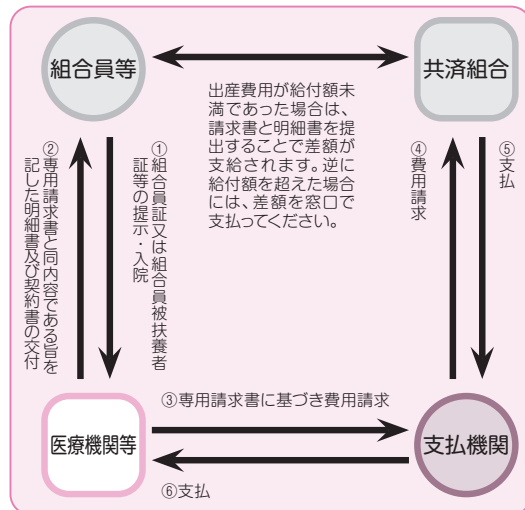 組合員等
共済組合
出産費用が給付額未
満であった場合は、
請求書と明細書を提
出することで差額が
支給されます。逆に
給付額を超えた場合
には、差額を窓口で
支払ってください。
②専用請求書と同内容である旨を
記した明細書及び契約書の交付
①組合員証又は組合員被扶養者
証等の提示・入院
④費用請求
⑤支払
③専用請求書に基づき費用請求
医療機関等
支払機関
⑥支払